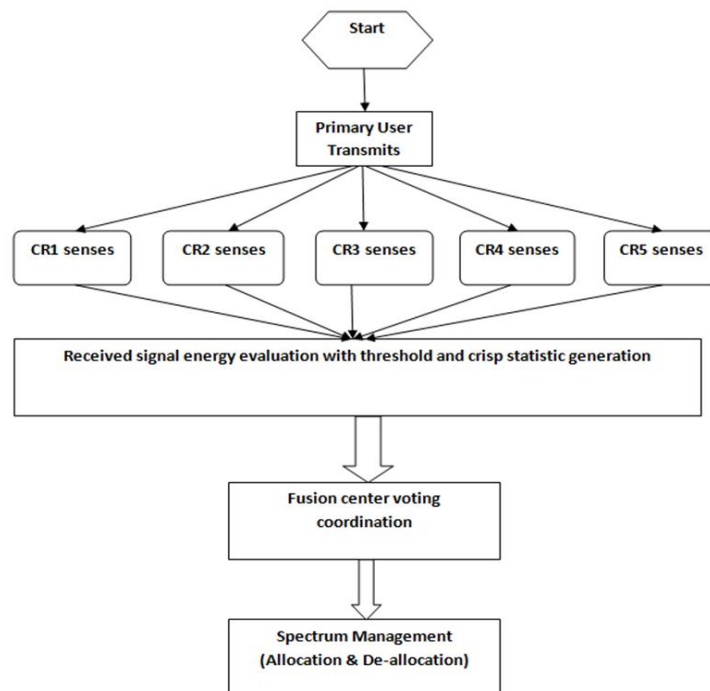 Start
Primary User
Transmits
CR1 senses
CR2 senses
CR3 senses
CR4 senses
CR5 senses
Received signal energy evaluation with threshold and crisp statistic generation
Fusion center voting
coordination
Spectrum Management
(Allocation & De-allocation)